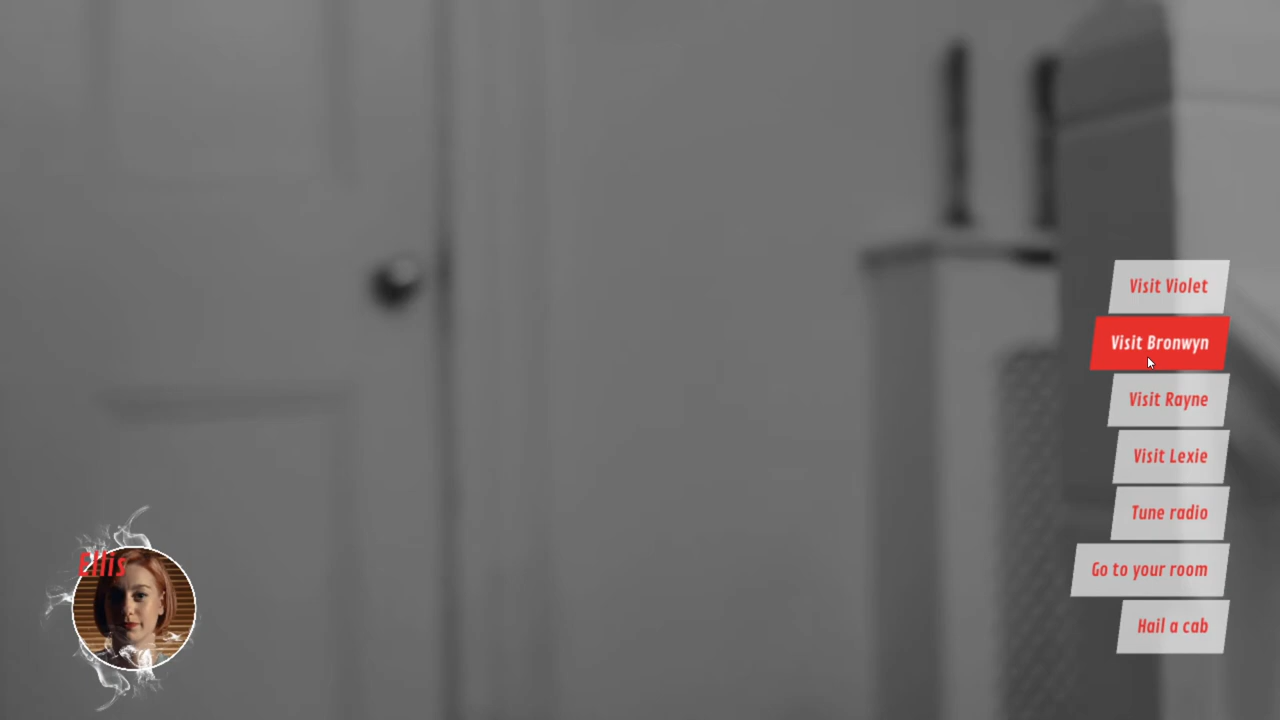 Visit Violet
Visit Bronwyn
Visit Rayne
Visit Lexie
Tune radio
Go to your room
Hail a cab
Ellis